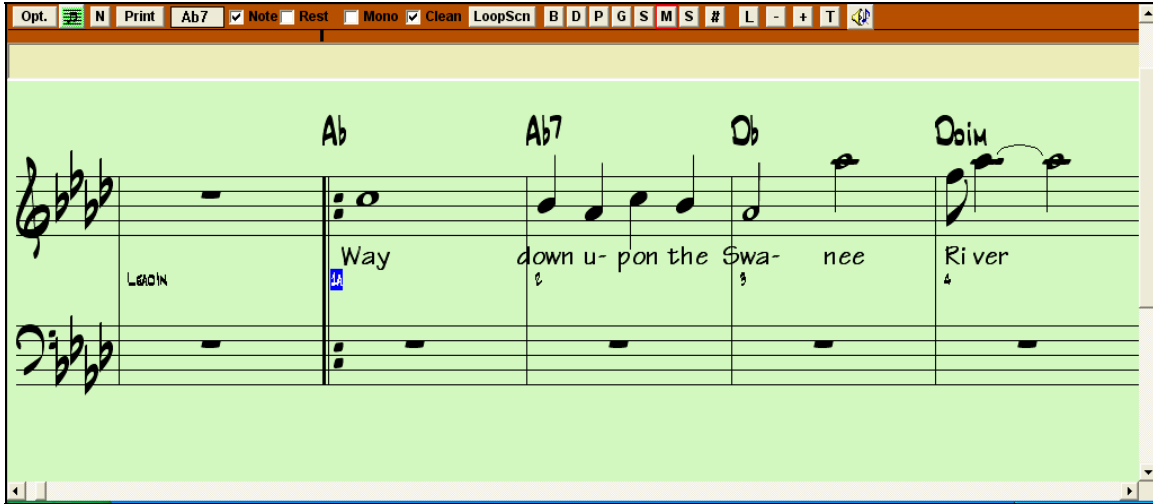 Opt. N Print Ab7 Note Rest Mono Clean LoopScn B D P G S M S # L - + T
Ab Ab7 Db Ddim
Way down u- pon the Swa- nee Ri ver
LEADIN 1A 2 3 4